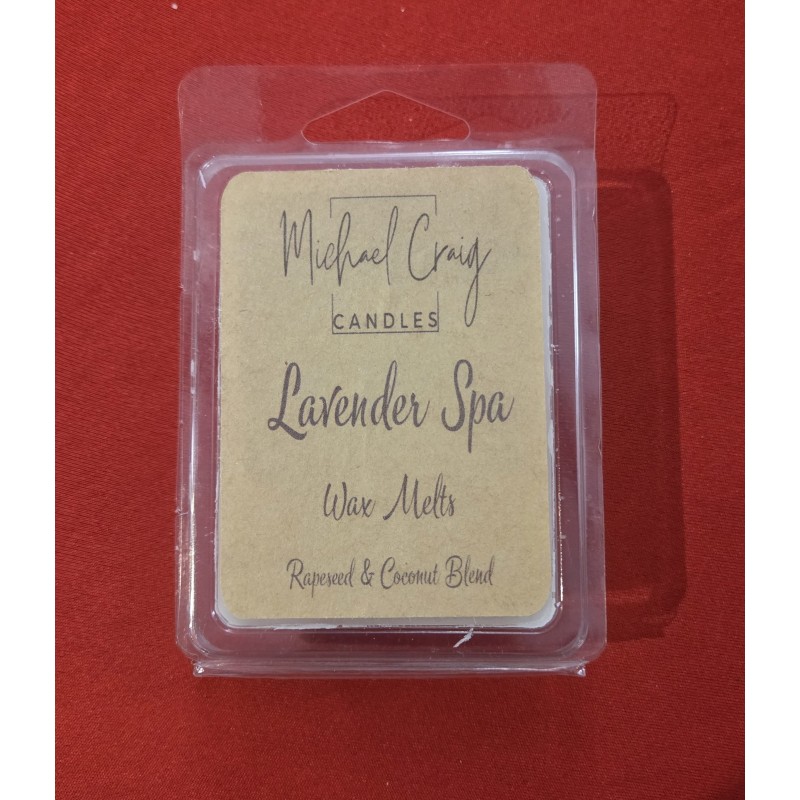 Michael Craig
CANDLES
Lavender Spa
Wax Melts
Rapeseed & Coconut Blend